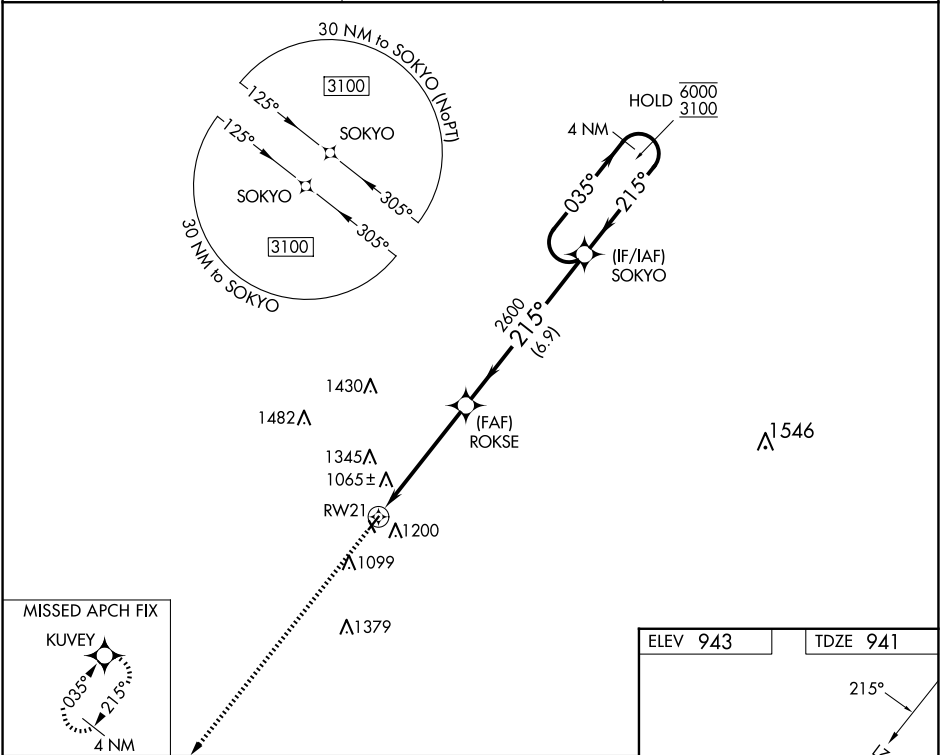 30 NM to SOKYO (NoPT)
3100
125°
SOKYO
305°
125°
SOKYO
305°
3100
30 NM to SOKYO
HOLD 6000
3100
4 NM
035°
215°
(IF/IAF)
SOKYO
2600
215°
(6.9)
1430
1482
(FAF)
ROKSE
1546
1345
1065±
RW21
1200
1099
1379
MISSED APCH FIX
KUVEY
035°
215°
4 NM
ELEV 943
TDZE 941
215°